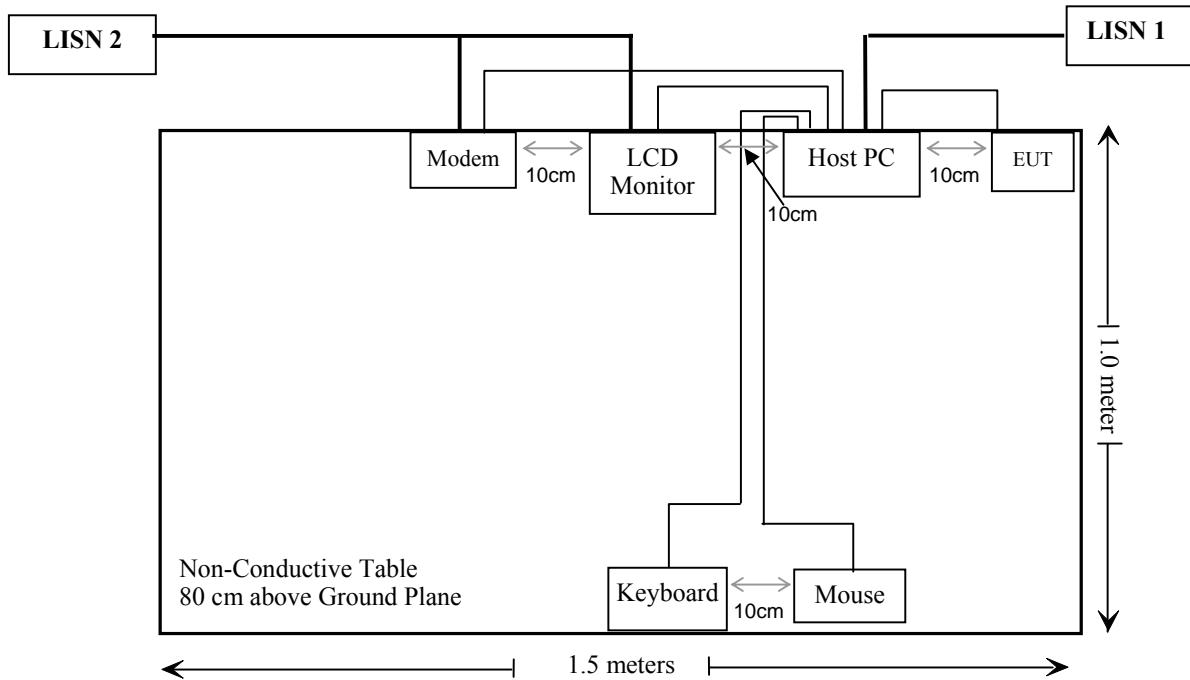 LISN 2
LISN 1
Modem
10cm
LCD
Monitor
10cm
Host PC
10cm
EUT
1.0 meter
Non-Conductive Table
80 cm above Ground Plane
Keyboard
10cm
Mouse
1.5 meters